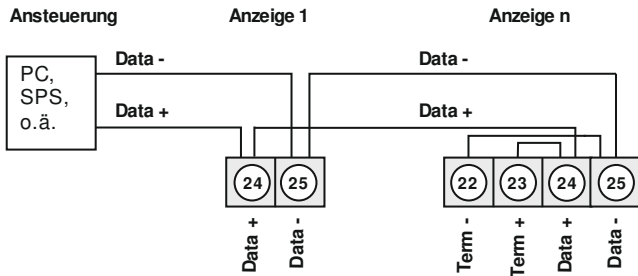 Ansteuerung Anzeige 1 Anzeige n
Data - Data -
PC,
SPS,
o.ä.
Data + Data +
24 25 22 23 24 25
Data + Data - Term - Term + Data + Data -